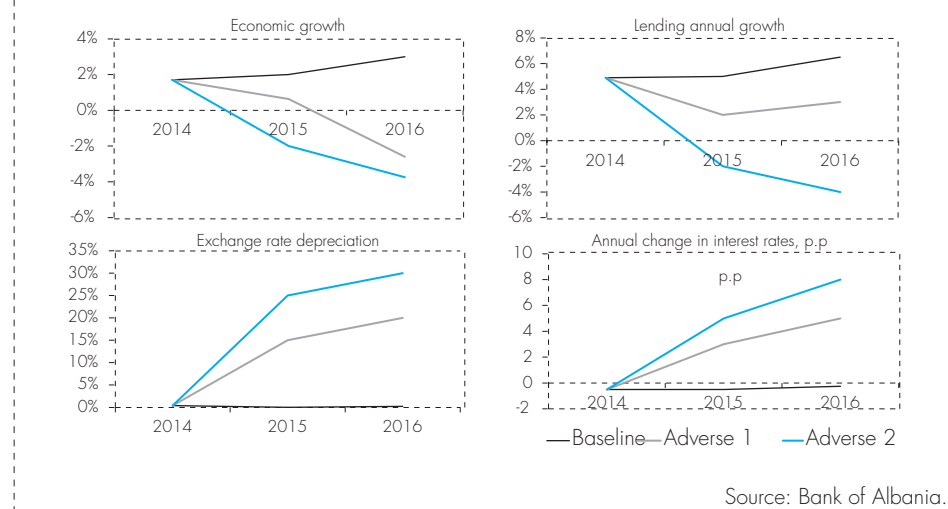 Economic growth
4%
2%
0%
-2%
-4%
-6%
2014 2015 2016
Lending annual growth
8%
6%
4%
2%
0%
-2%
-4%
-6%
2014 2015 2016
Exchange rate depreciation
35%
30%
25%
20%
15%
10%
5%
0%
2014 2015 2016
Annual change in interest rates, p.p
p.p
10
8
6
4
2
0
-2
2014 2015 2016
Baseline Adverse 1 Adverse 2
Source: Bank of Albania.